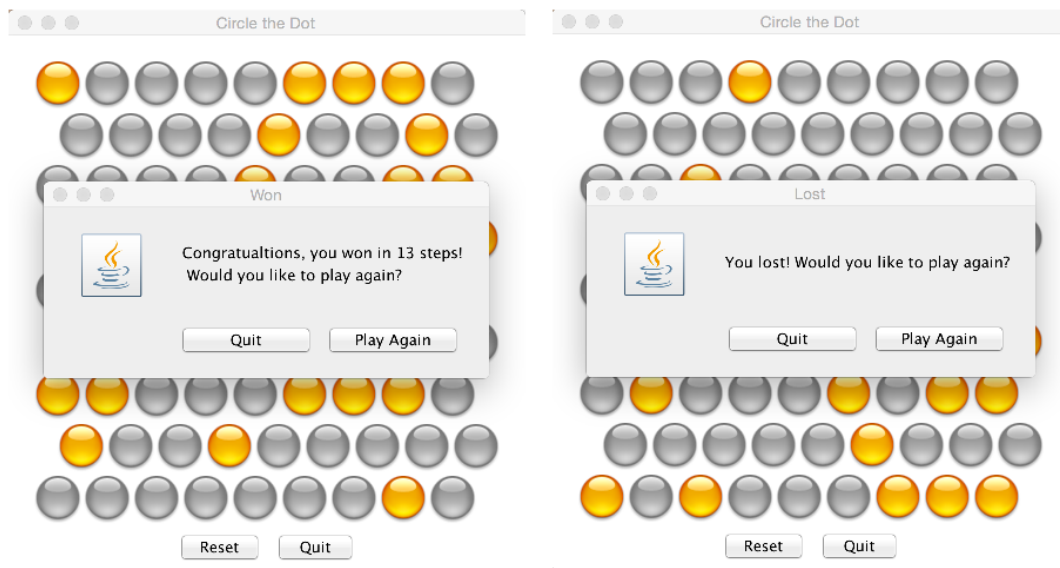 Circle the Dot
Won
Congratualtions, you won in 13 steps!
Would you like to play again?
Quit
Play Again
Reset
Quit
Circle the Dot
Lost
You lost! Would you like to play again?
Quit
Play Again
Reset
Quit